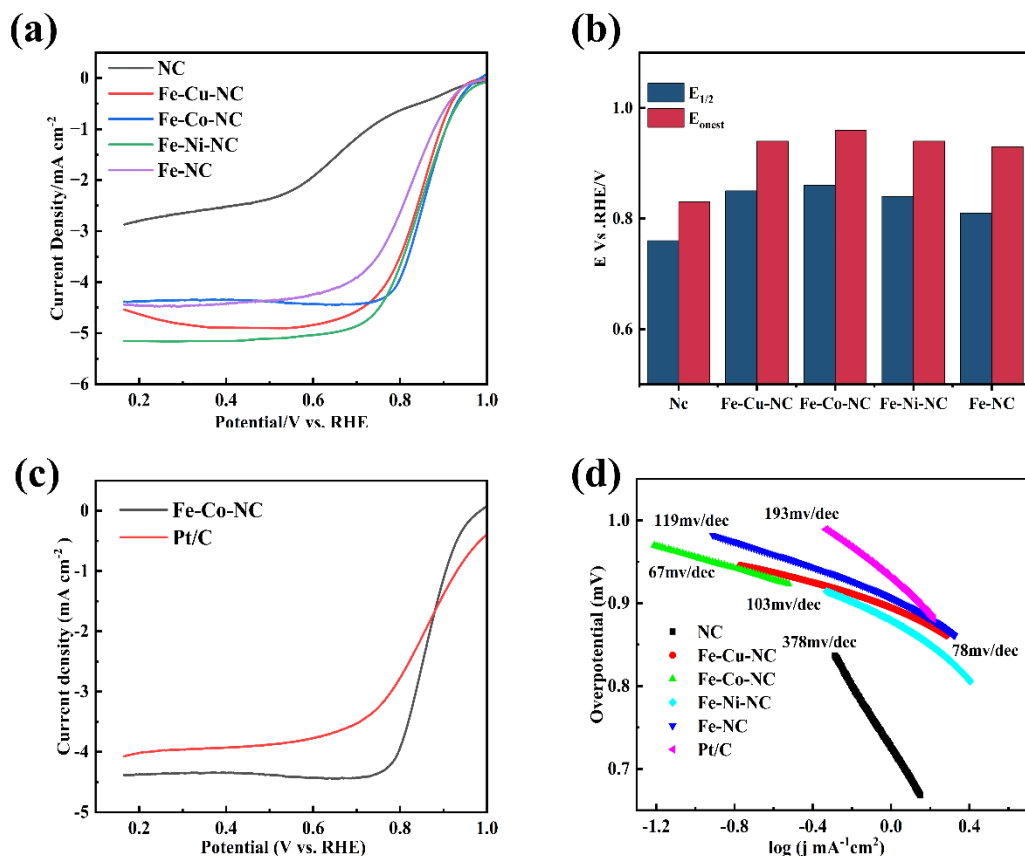 (a)
NC
Fe-Cu-NC
Fe-Co-NC
Fe-Ni-NC
Fe-NC
0
−1
−2
−3
−4
−5
−6
Current Density/mA cm-2
0.2 0.4 0.6 0.8 1.0
Potential/V vs. RHE
(b)
E1/2
Eonest
1.0
0.8
0.6
E Vs .RHE/V
Nc Fe-Cu-NC Fe-Co-NC Fe-Ni-NC Fe-NC
(c)
Fe-Co-NC
Pt/C
0
-1
-2
-3
-4
-5
Current density (mA cm-2)
0.2 0.4 0.6 0.8 1.0
Potential (V vs. RHE)
(d)
193mv/dec
119mv/dec
67mv/dec
103mv/dec
378mv/dec
78mv/dec
NC
Fe-Cu-NC
Fe-Co-NC
Fe-Ni-NC
Fe-NC
Pt/C
1.0
0.9
0.8
0.7
Overpotential (mV)
-1.2 -0.8 -0.4 0.0 0.4
log (j mA-1cm2)